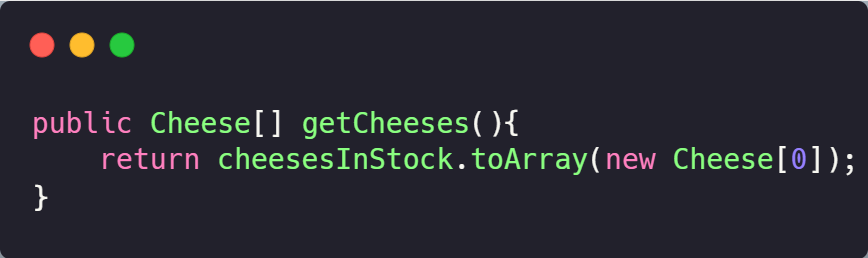 public Cheese[] getCheeses(){
    return cheesesInStock.toArray(new Cheese[0]);
}